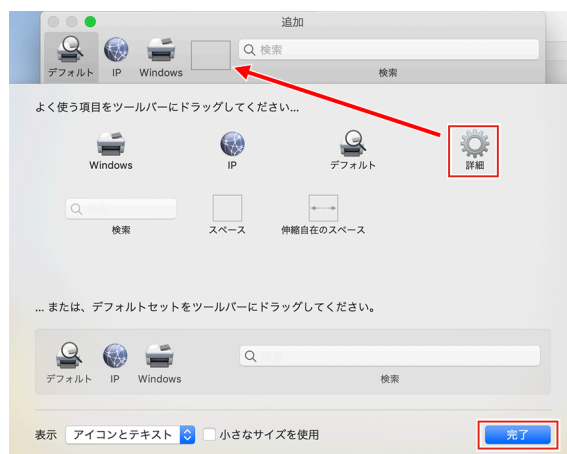 追加
検索
デフォルト IP Windows 検索
よく使う項目をツールバーにドラッグしてください...
Windows IP デフォルト 詳細
検索 スペース 伸縮自在のスペース
... または、デフォルトセットをツールバーにドラッグしてください。
デフォルト IP Windows 検索
表示 アイコンとテキスト 小さなサイズを使用 完了